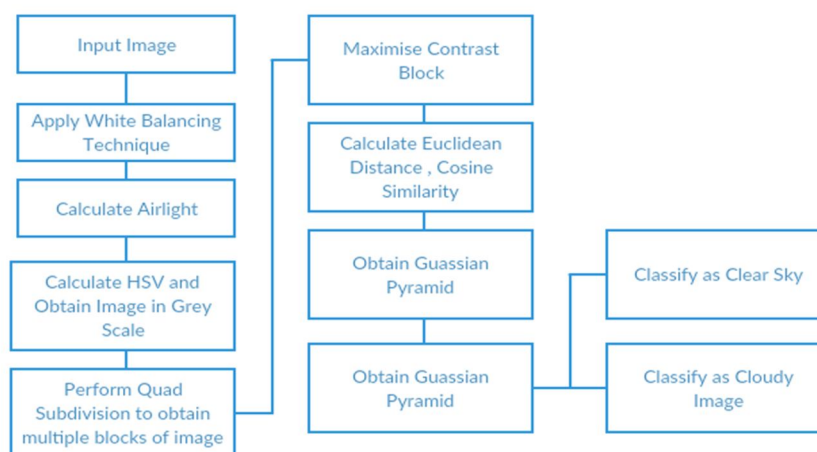 Input Image
Apply White Balancing
Technique
Calculate Airlight
Calculate HSV and
Obtain Image in Grey
Scale
Perform Quad
Subdivision to obtain
multiple blocks of image
Maximise Contrast
Block
Calculate Euclidean
Distance , Cosine
Similarity
Obtain Guassian
Pyramid
Obtain Guassian
Pyramid
Classify as Clear Sky
Classify as Cloudy
Image